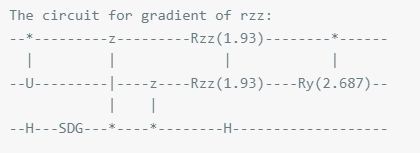 The circuit for gradient of rzz:
--*---------z---------Rzz(1.93)--------*------
  |         |             |            |
--U---------|----z----Rzz(1.93)----Ry(2.687)--
            |    |
--H---SDG---*----*--------H-------------------